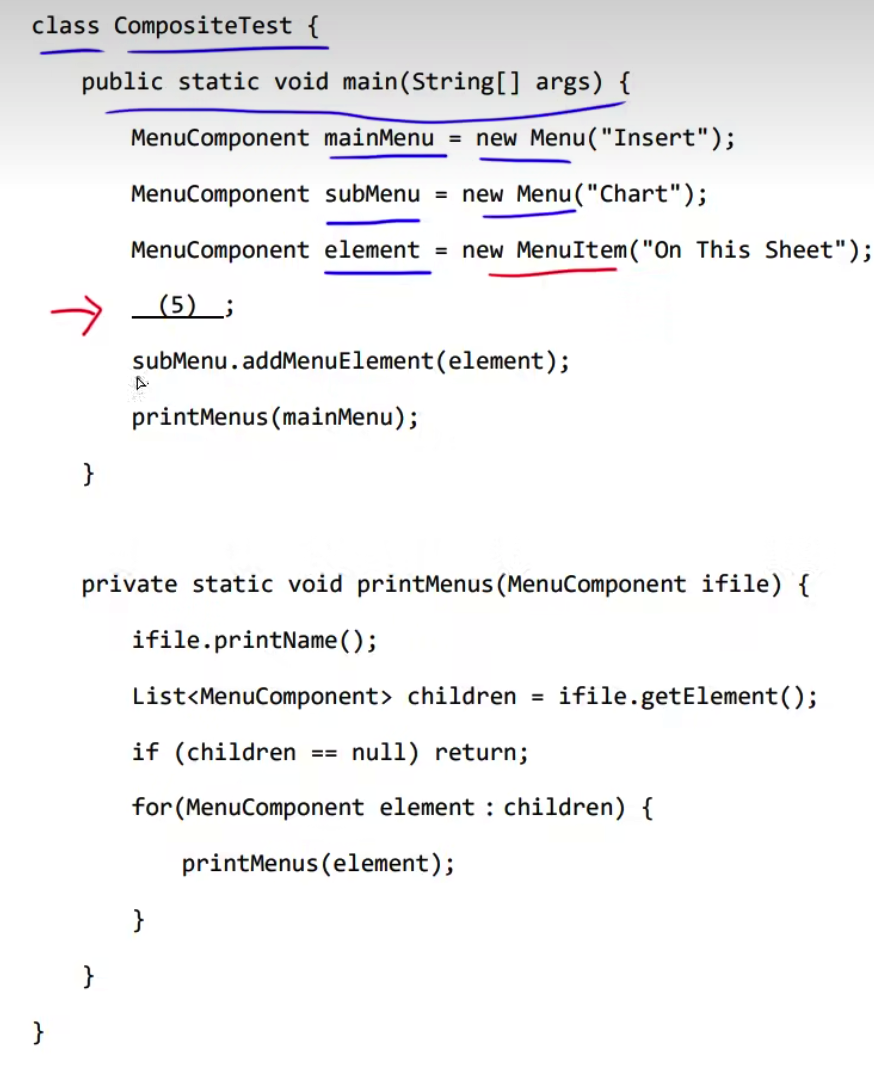 class CompositeTest {
public static void main(String[] args) {
MenuComponent mainMenu = new Menu("Insert");
MenuComponent subMenu = new Menu("Chart");
MenuComponent element = new MenuItem("On This Sheet");
(5) ;
subMenu.addMenuElement(element);
printMenus(mainMenu);
}
private static void printMenus(MenuComponent ifile) {
ifile.printName();
List<MenuComponent> children = ifile.getElement();
if (children == null) return;
for(MenuComponent element : children) {
printMenus(element);
}
}
}